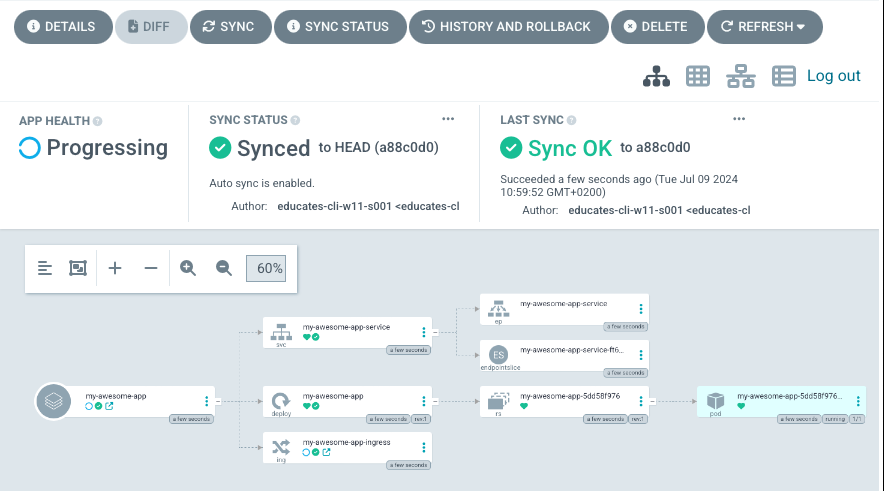 DETAILS
DIFF
SYNC
SYNC STATUS
HISTORY AND ROLLBACK
DELETE
REFRESH
Log out
APP HEALTH
Progressing
SYNC STATUS
Synced to HEAD (a88c0d0)
Auto sync is enabled.
Author: educates-cli-w11-s001 <educates-cl
LAST SYNC
Sync OK to a88c0d0
Succeeded a few seconds ago (Tue Jul 09 2024
10:59:52 GMT+0200)
Author: educates-cli-w11-s001 <educates-cl
60%
my-awesome-app
a few seconds
my-awesome-app-service
svc
a few seconds
my-awesome-app
deploy
a few seconds
rev:1
my-awesome-app-ingress
ing
a few seconds
my-awesome-app-service
ep
a few seconds
ES
my-awesome-app-service-ft6...
endpointslice
a few seconds
my-awesome-app-5dd58f976
rs
a few seconds
rev:1
my-awesome-app-5dd58f976...
pod
a few seconds
running
1/1